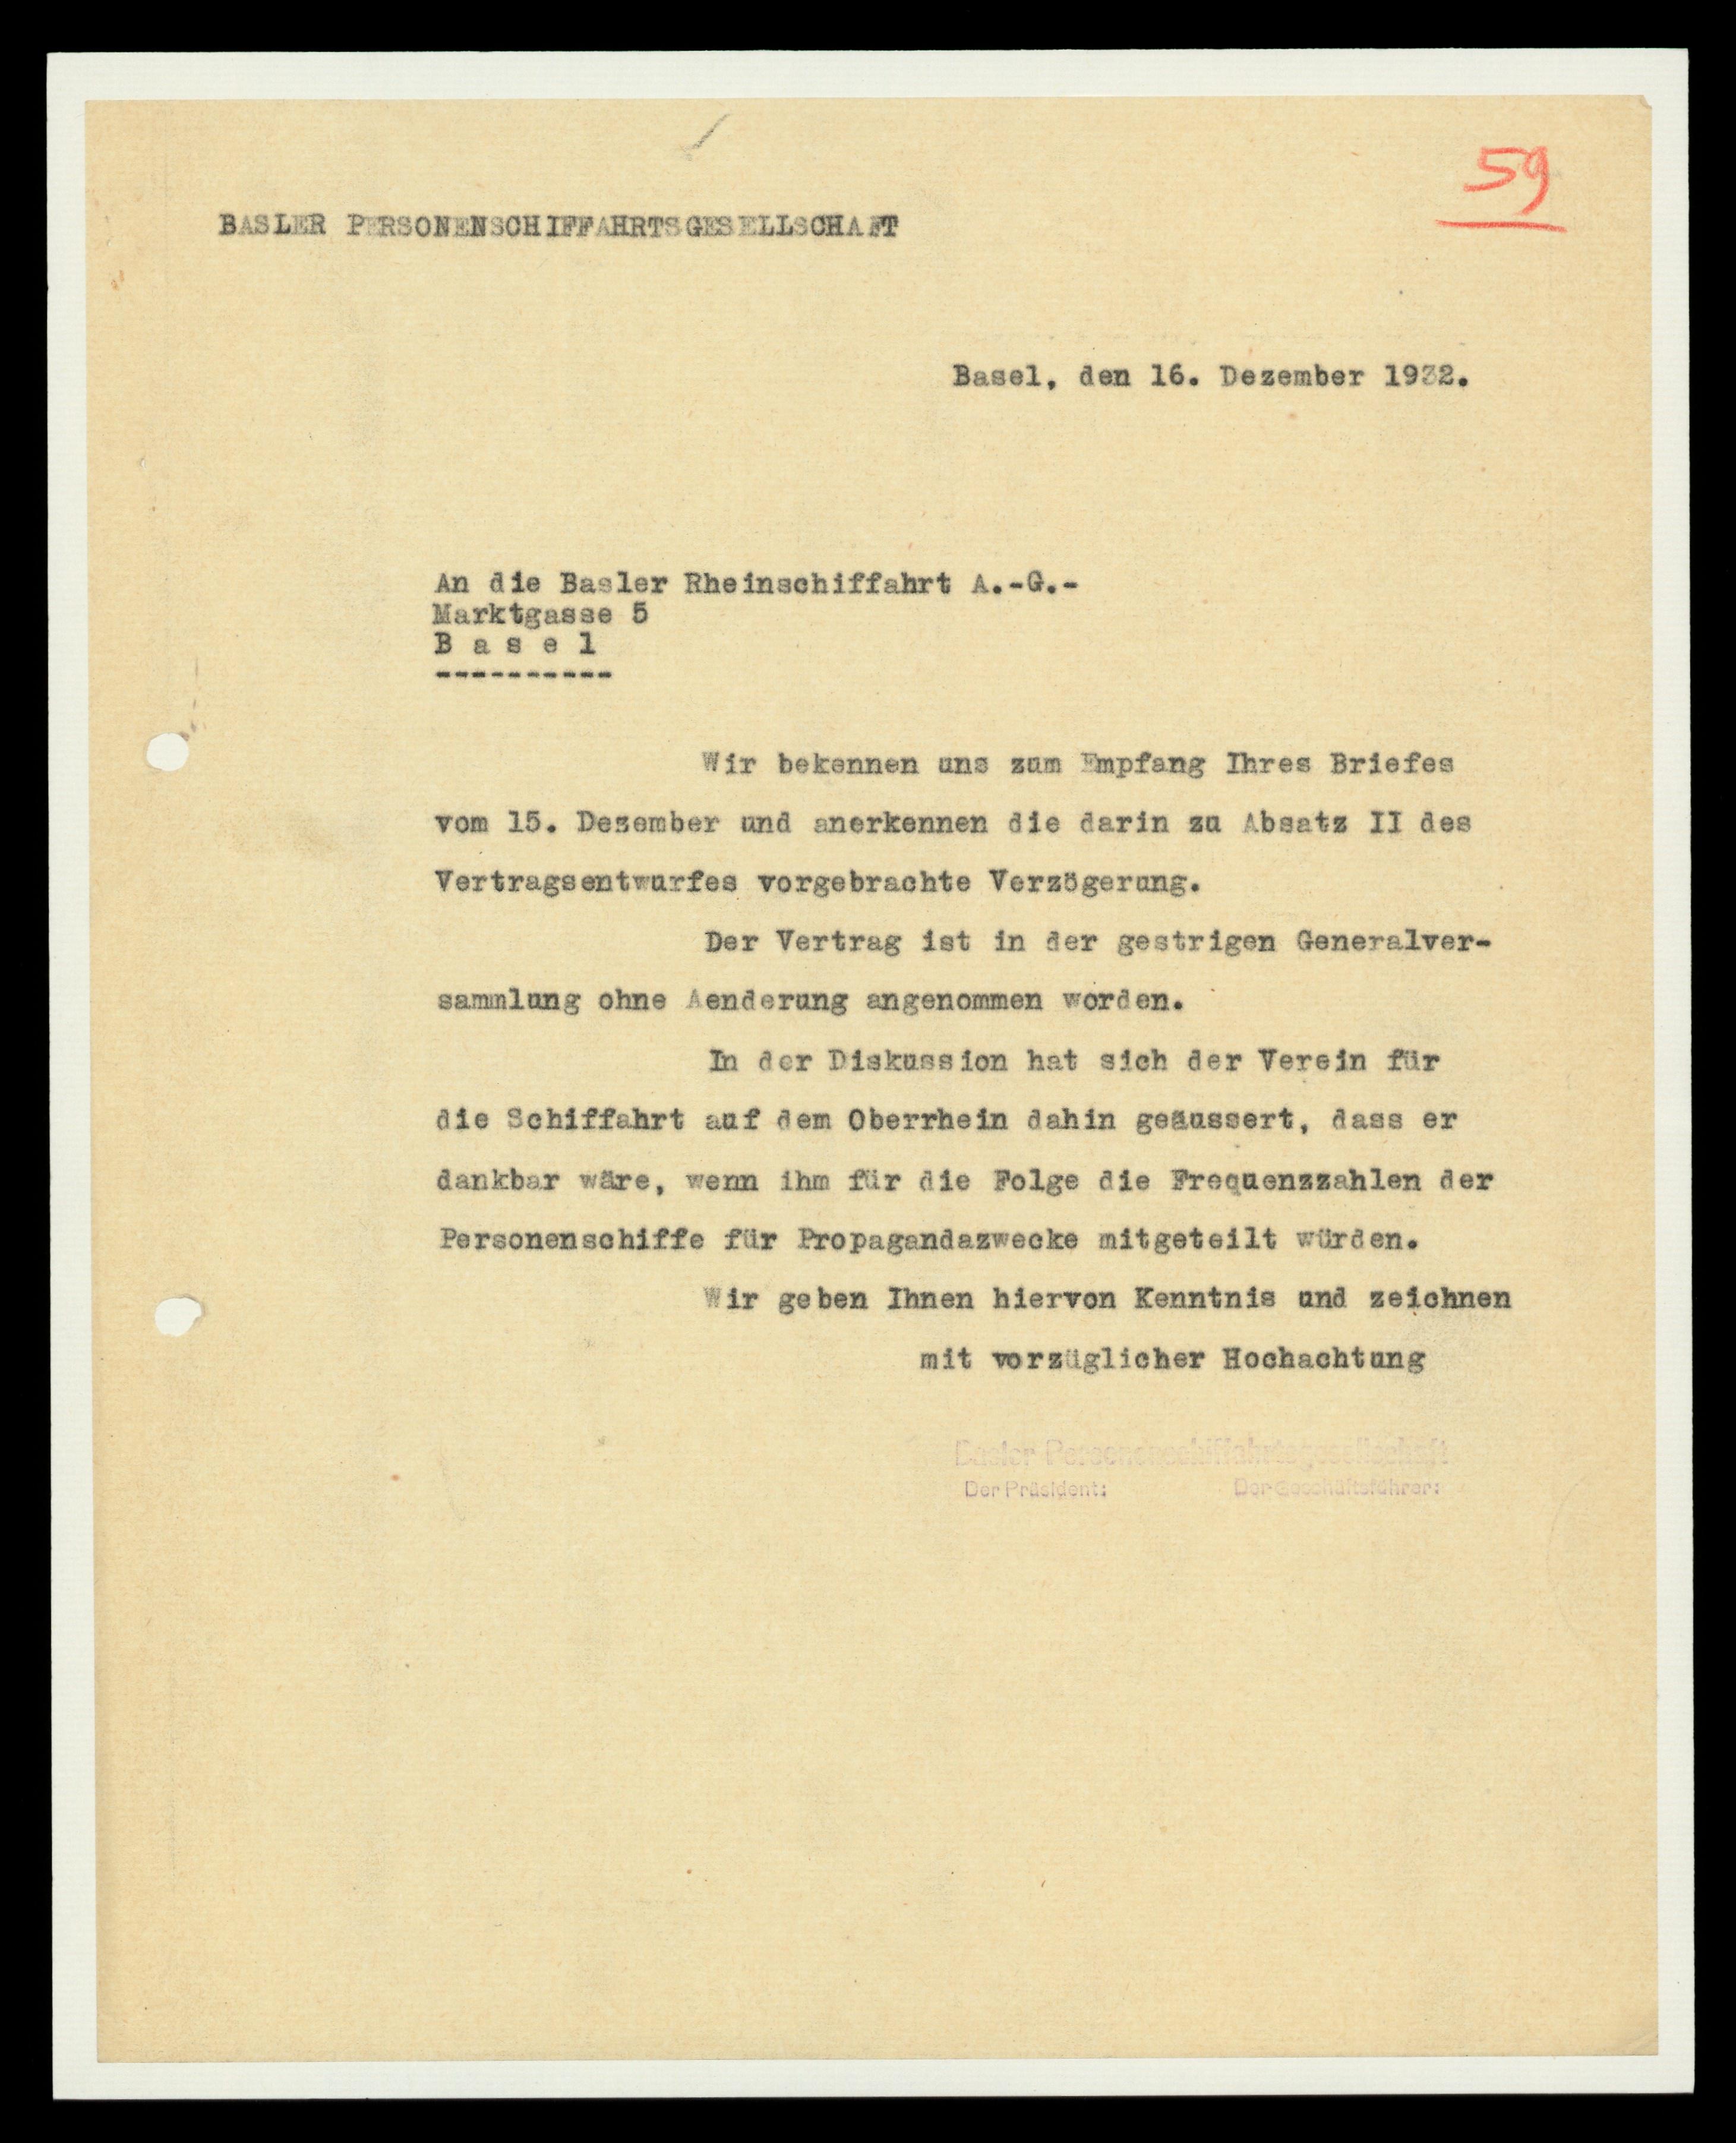 59
BASLER PERSONENSCHIFFAHRTSGESELLSCHAFT
Basel, den 16. Dezember 1932.
An die Basler Rheinschiffahrt A.-G.-
Marktgasse 5
B a s e l
----------
Wir bekennen uns zum Empfang Ihres Briefes
vom 15. Dezember und anerkennen die darin zu Absatz II des
Vertragsentwurfes vorgebrachte Verzögerung.
Der Vertrag ist in der gestrigen Generalver-
sammlung ohne Aenderung angenommen worden.
In der Diskussion hat sich der Verein für
die Schiffahrt auf dem Oberrhein dahin geäussert, dass er
dankbar wäre, wenn ihm für die Folge die Frequenzzahlen der
Personenschiffe für Propagandazwecke mitgeteilt würden.
Wir geben Ihnen hiervon Kenntnis und zeichnen
mit vorzüglicher Hochachtung
Basler Personenschiffahrtsgesellschaft
Der Präsident: Der Geschäftsführer: